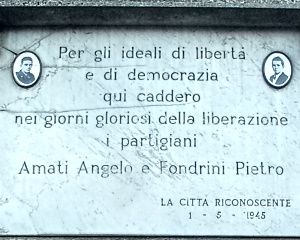 Per gli ideali di libertà
e di democrazia
qui caddero
nei giorni gloriosi della liberazione
i partigiani
Amati Angelo e Fondrini Pietro
LA CITTÀ RICONOSCENTE
1 - 5 - 1945